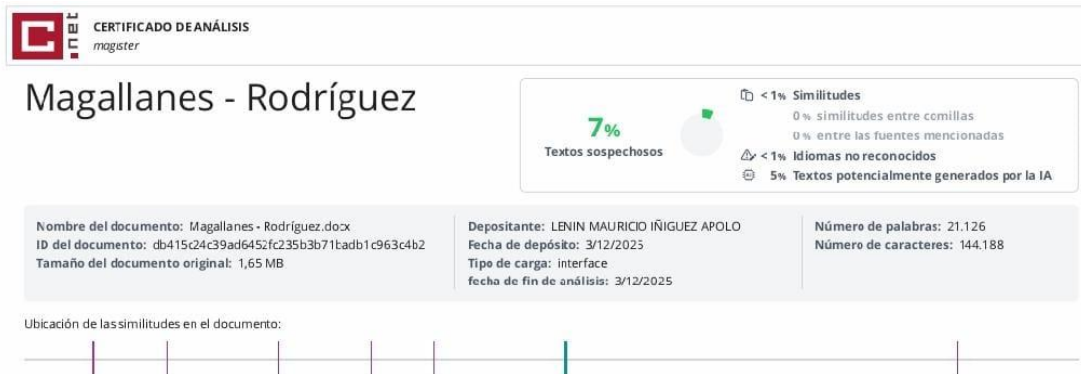 C
.net
CERTIFICADO DE ANÁLISIS
magister
Magallanes - Rodríguez
7%
Textos sospechosos
< 1% Similitudes
0 % similitudes entre comillas
0 % entre las fuentes mencionadas
< 1% Idiomas no reconocidos
5% Textos potencialmente generados por la IA
Nombre del documento: Magallanes - Rodríguez.docx
ID del documento: db415c24c39ad6452fc235b3b71badb1c963c4b2
Tamaño del documento original: 1,65 MB
Depositante: LENIN MAURICIO IÑIGUEZ APOLO
Fecha de depósito: 3/12/2025
Tipo de carga: interface
fecha de fin de análisis: 3/12/2025
Número de palabras: 21.126
Número de caracteres: 144.188
Ubicación de las similitudes en el documento: